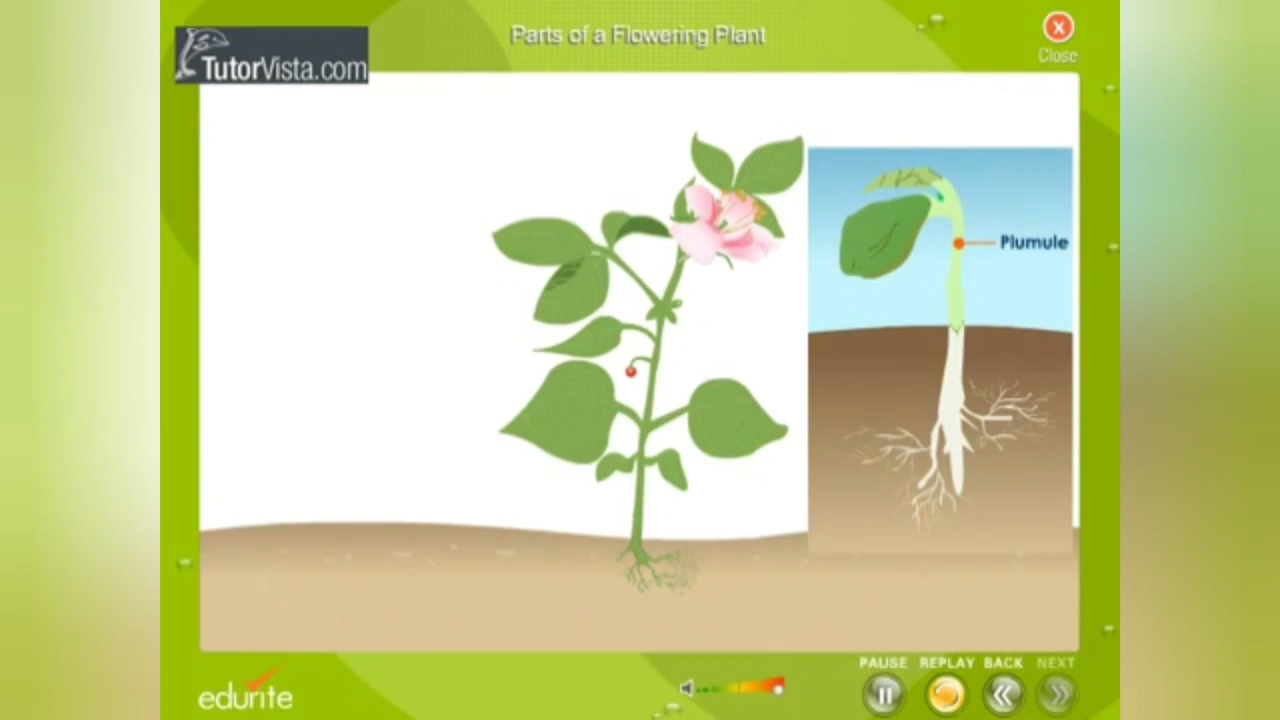 Parts of a Flowering Plant
Close
TutorVista.com
Plumule
PAUSE REPLAY BACK NEXT
edurite